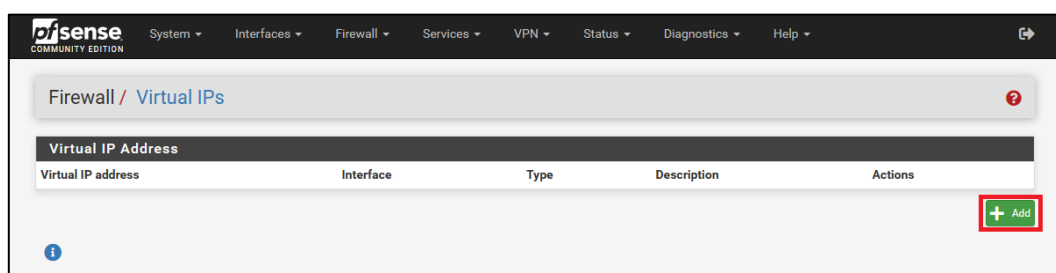 pfsense System Interfaces Firewall Services VPN Status Diagnostics Help
COMMUNITY EDITION
Firewall / Virtual IPs
Virtual IP Address
Virtual IP address Interface Type Description Actions
Add